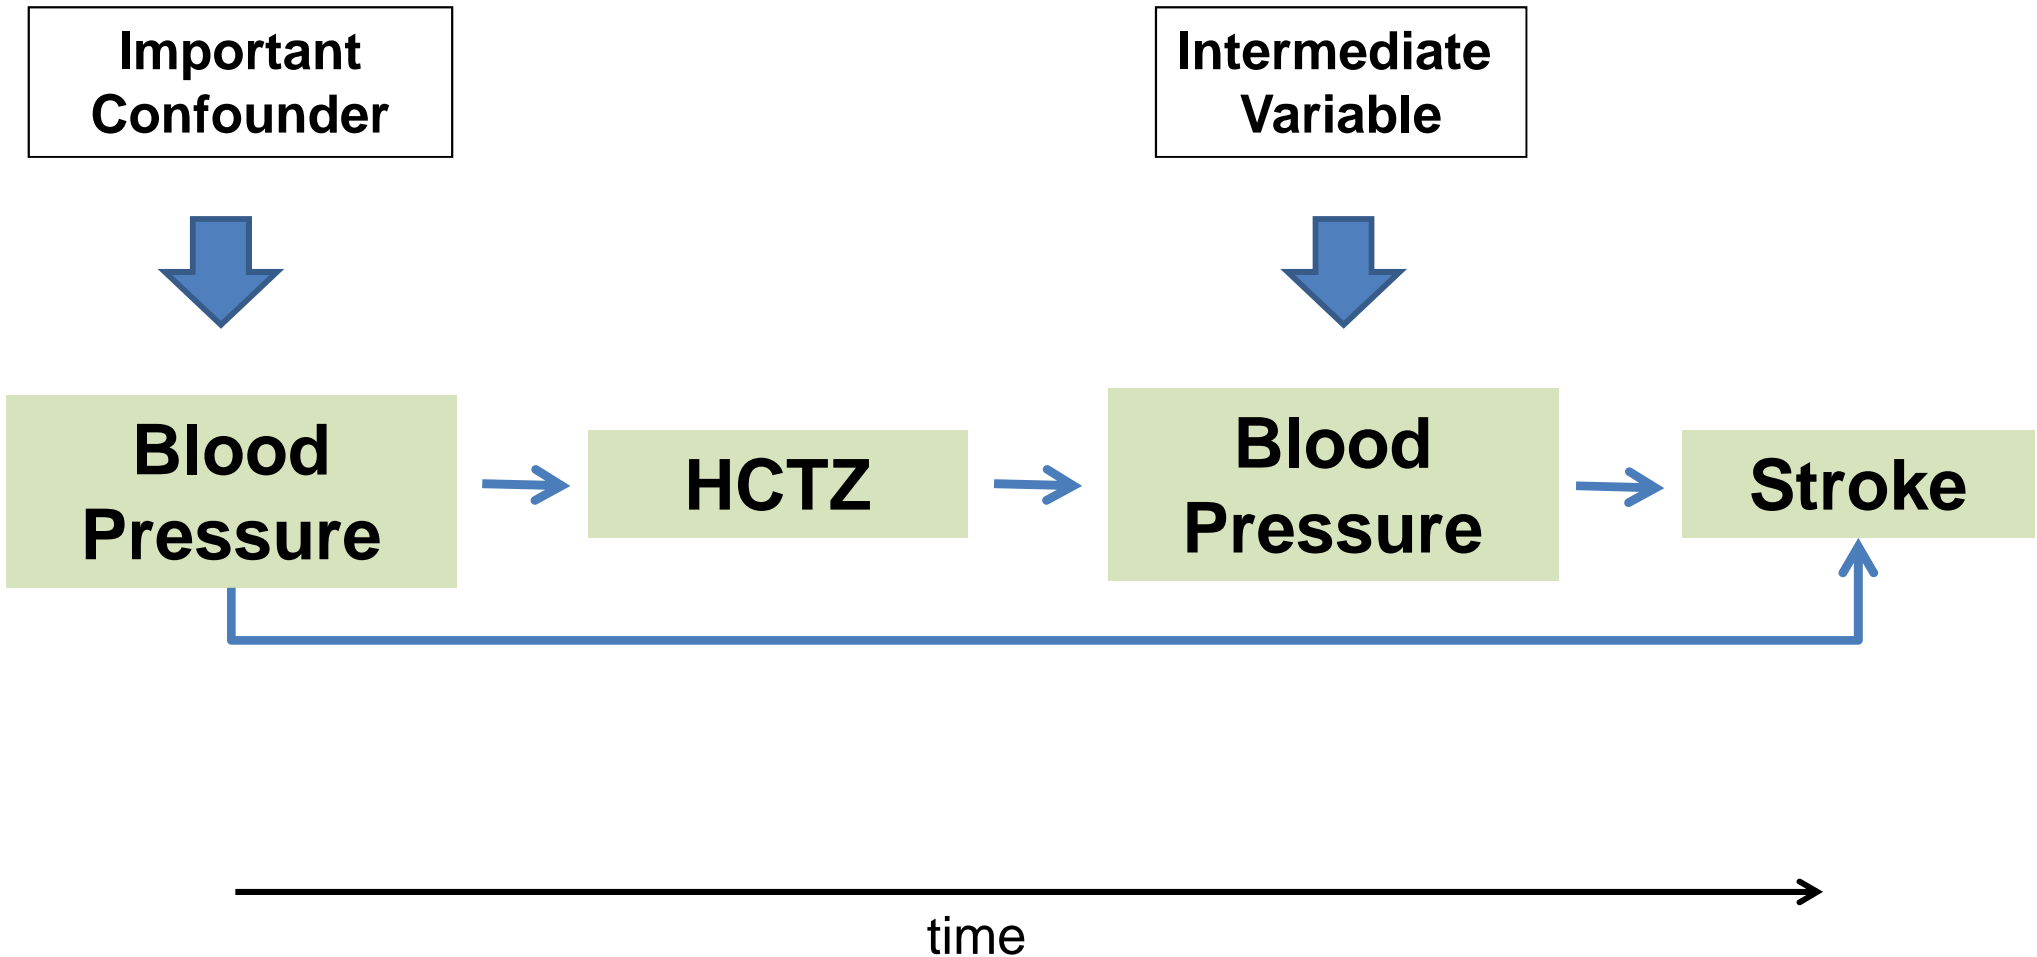 Important
Confounder
Intermediate
Variable
Blood
Pressure
HCTZ
Blood
Pressure
Stroke
time